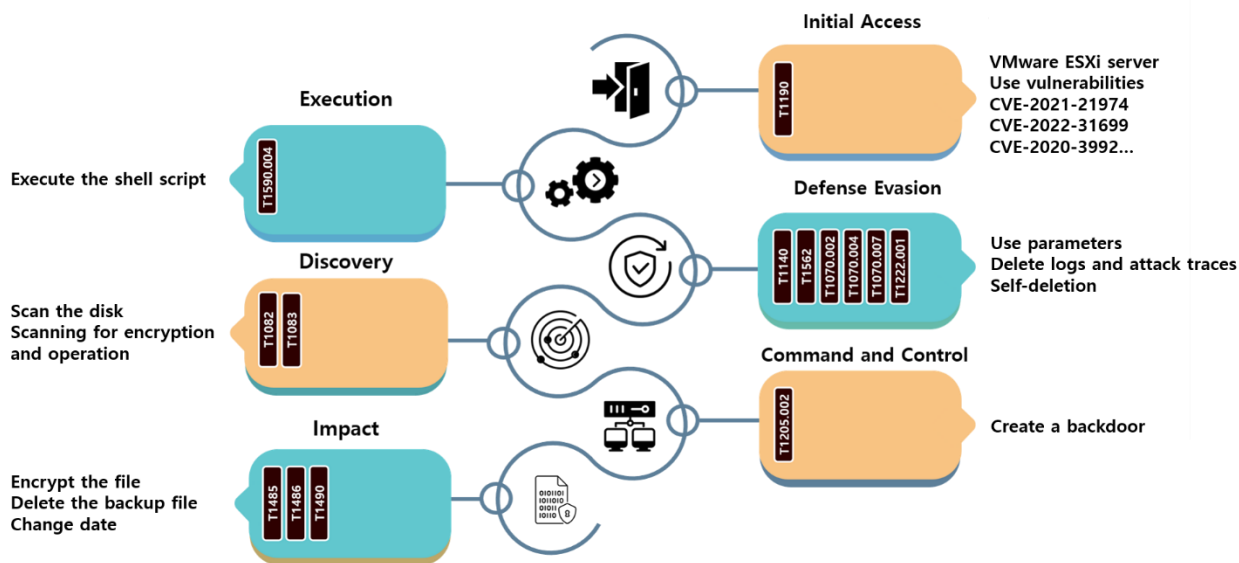 Initial Access
T1190
VMware ESXi server
Use vulnerabilities
CVE-2021-21974
CVE-2022-31699
CVE-2020-3992...
Execution
T1590.004
Execute the shell script
Defense Evasion
T1140
T1562
T1070.002
T1070.004
T1070.007
T1222.001
Use parameters
Delete logs and attack traces
Self-deletion
Discovery
T1082
T1083
Scan the disk
Scanning for encryption
and operation
Command and Control
T1205.002
Create a backdoor
Impact
T1485
T1486
T1490
Encrypt the file
Delete the backup file
Change date
0101101
1011010
01011
10110